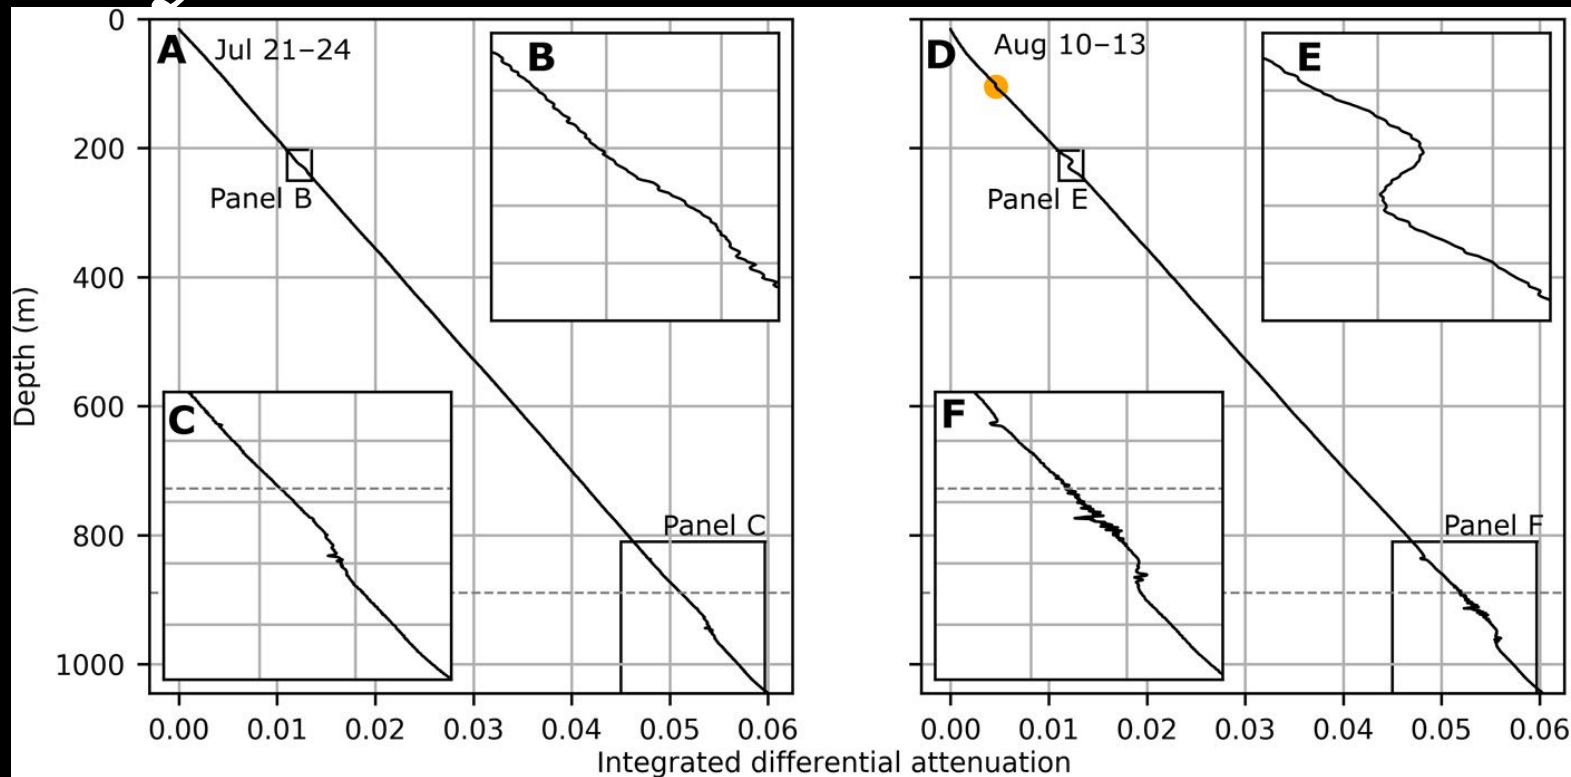 A
Jul 21–24
B
Panel B
C
Panel C
D
Aug 10–13
E
Panel E
F
Panel F
0
200
400
600
800
1000
Depth (m)
0.00 0.01 0.02 0.03 0.04 0.05 0.06
0.00 0.01 0.02 0.03 0.04 0.05 0.06
Integrated differential attenuation